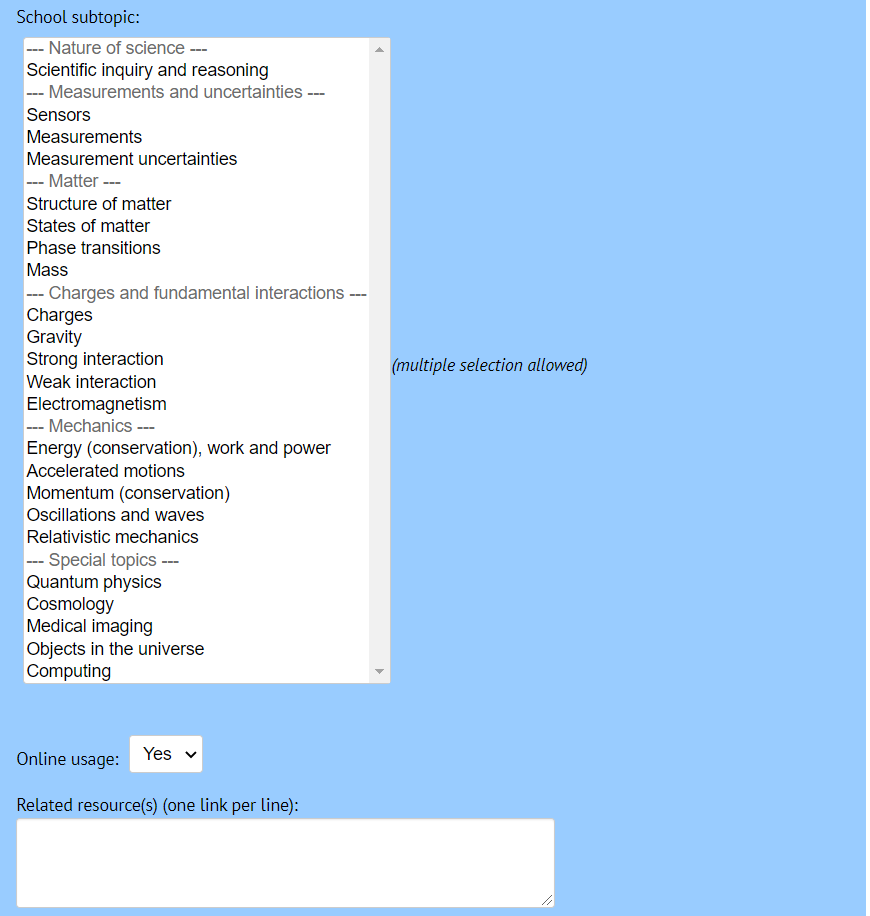 School subtopic:
--- Nature of science ---
Scientific inquiry and reasoning
--- Measurements and uncertainties ---
Sensors
Measurements
Measurement uncertainties
--- Matter ---
Structure of matter
States of matter
Phase transitions
Mass
--- Charges and fundamental interactions ---
Charges
Gravity
Strong interaction
(multiple selection allowed)
Weak interaction
Electromagnetism
--- Mechanics ---
Energy (conservation), work and power
Accelerated motions
Momentum (conservation)
Oscillations and waves
Relativistic mechanics
--- Special topics ---
Quantum physics
Cosmology
Medical imaging
Objects in the universe
Computing
Online usage: Yes
Related resource(s) (one link per line):